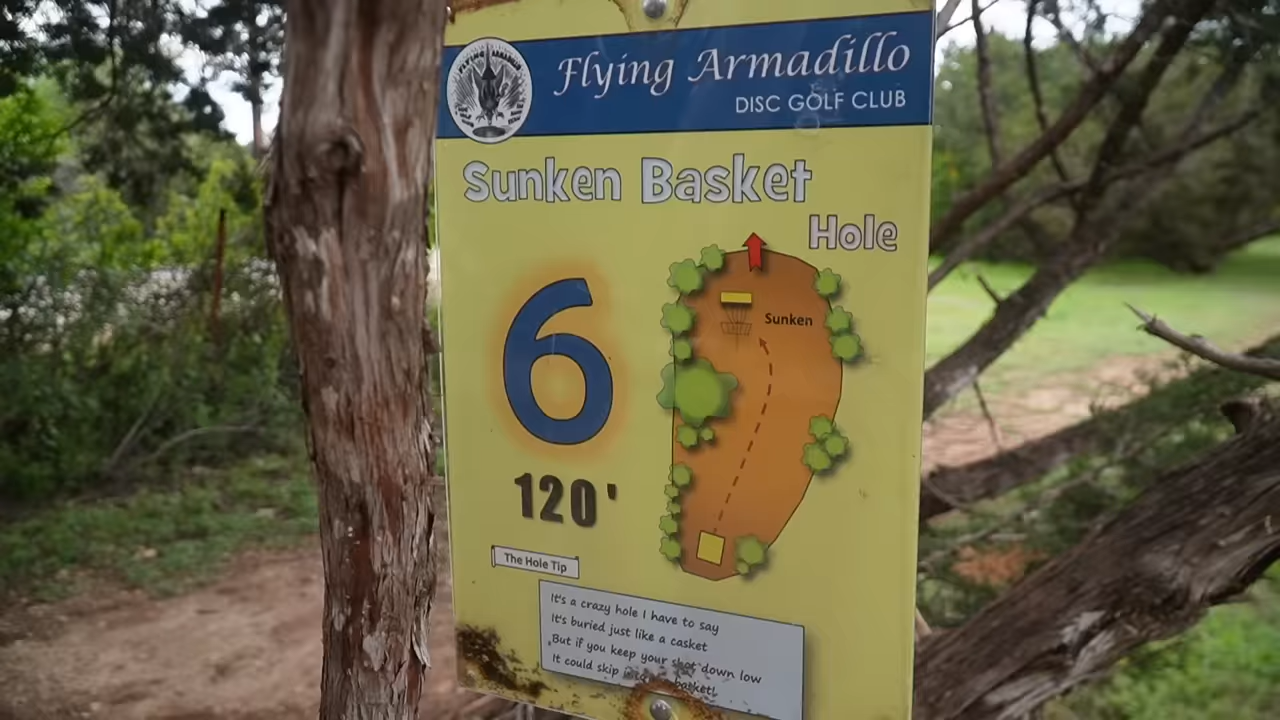 Flying Armadillo
DISC GOLF CLUB
Sunken Basket
Hole
6
Sunken
120'
The Hole Tip
It's a crazy hole I have to say
It's buried just like a casket
But if you keep your shot down low
It could skip basket!